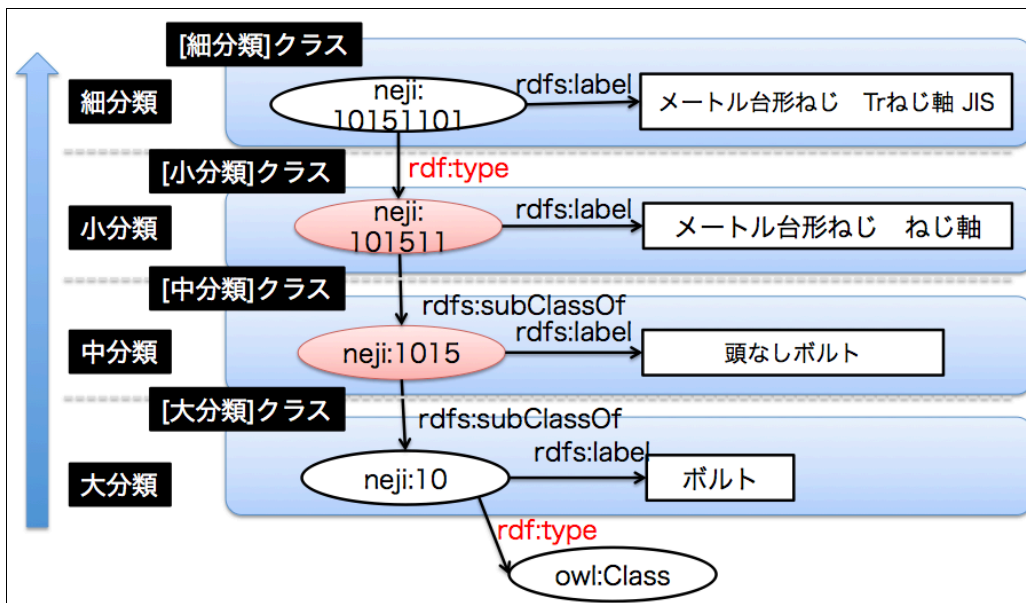 [細分類]クラス
細分類
neji:
10151101
rdfs:label
メートル台形ねじ　Trねじ軸 JIS
rdf:type
[小分類]クラス
小分類
neji:
101511
rdfs:label
メートル台形ねじ　ねじ軸
[中分類]クラス
rdfs:subClassOf
中分類
neji:1015
rdfs:label
頭なしボルト
[大分類]クラス
rdfs:subClassOf
大分類
neji:10
rdfs:label
ボルト
rdf:type
owl:Class